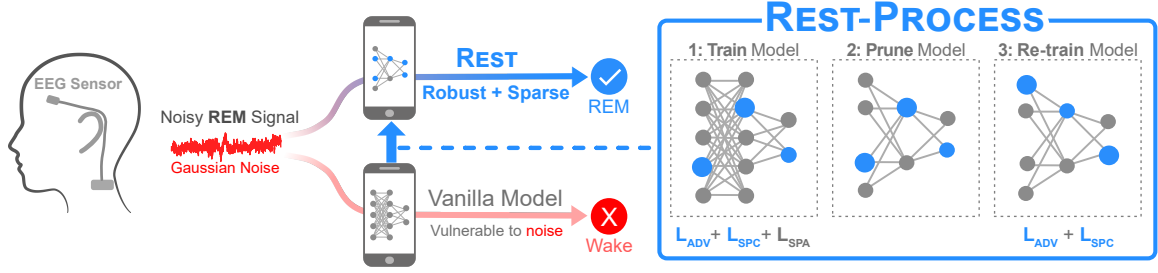 EEG Sensor
Noisy REM Signal
Gaussian Noise
REST
Robust + Sparse
REM
Vanilla Model
Vulnerable to noise
X
Wake
REST-PROCESS
1: Train Model
2: Prune Model
3: Re-train Model
LADV + LSPC + LSPA
LADV + LSPC